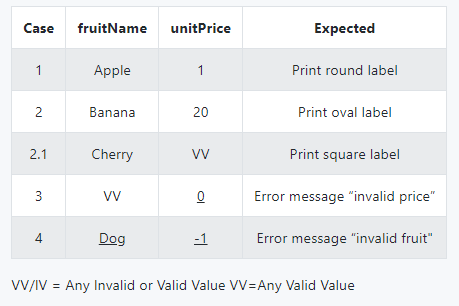 Case fruitName unitPrice Expected
1 Apple 1 Print round label
2 Banana 20 Print oval label
2.1 Cherry VV Print square label
3 VV 0 Error message “invalid price”
4 Dog -1 Error message “invalid fruit"
VV/IV = Any Invalid or Valid Value VV=Any Valid Value